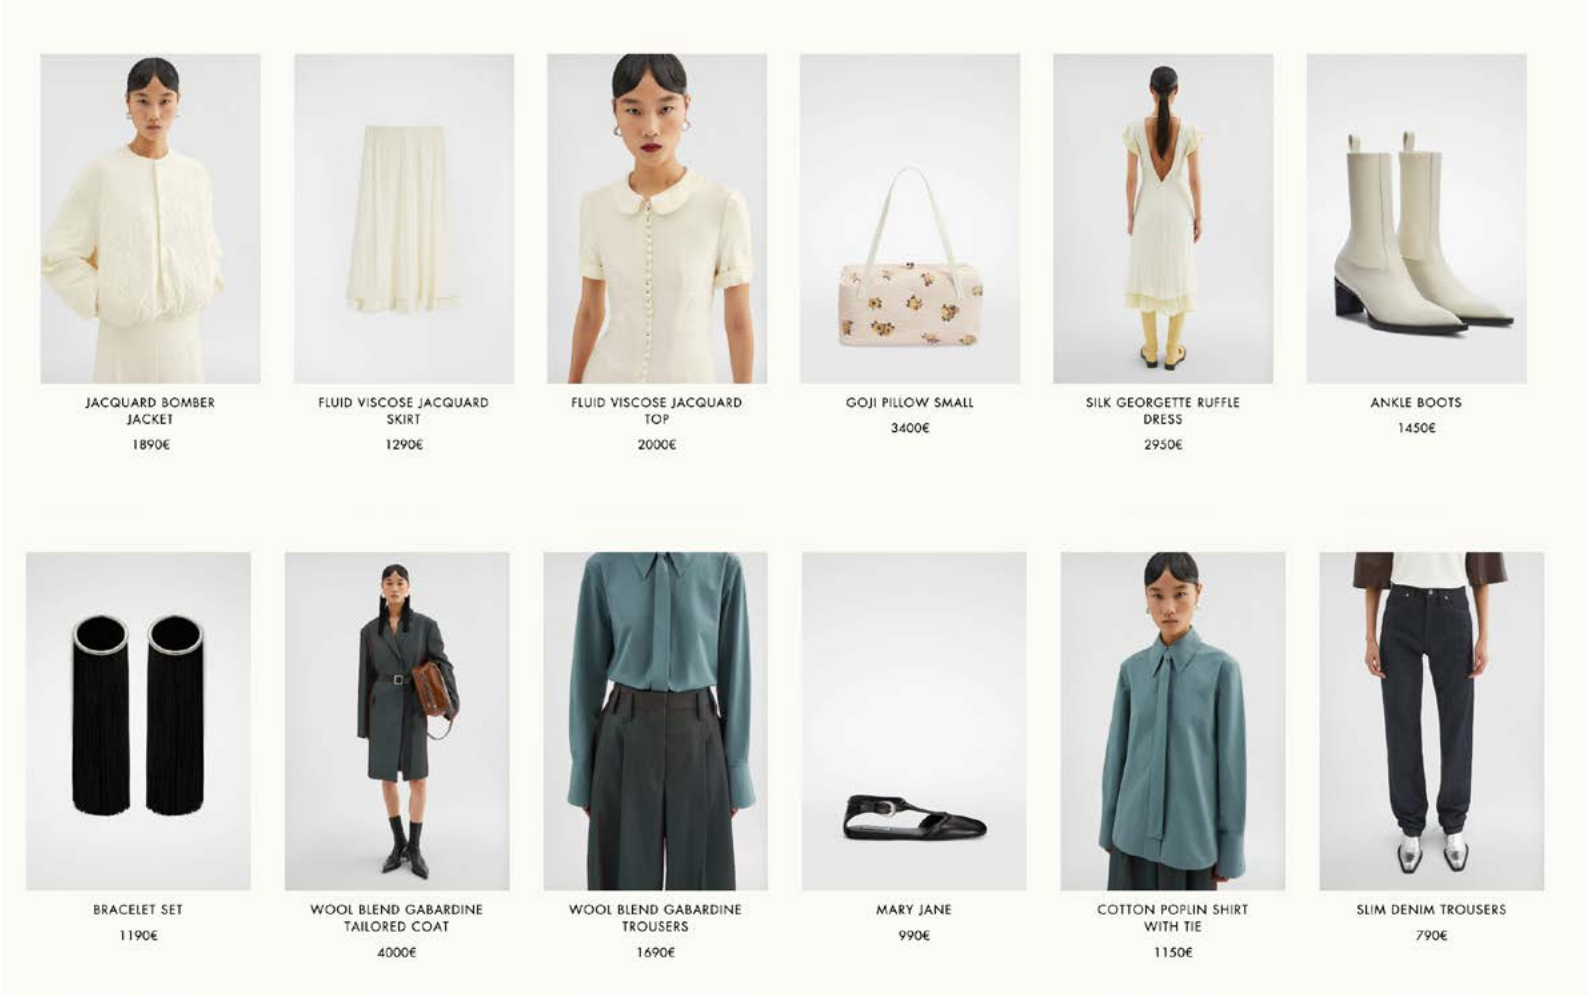 JACQUARD BOMBER
JACKET
1890€
FLUID VISCOSE JACQUARD
SKIRT
1290€
FLUID VISCOSE JACQUARD
TOP
2000€
GOJI PILLOW SMALL
3400€
SILK GEORGETTE RUFFLE
DRESS
2950€
ANKLE BOOTS
1450€
BRACELET SET
1190€
WOOL BLEND GABARDINE
TAILORED COAT
4000€
WOOL BLEND GABARDINE
TROUSERS
1690€
MARY JANE
990€
COTTON POPLIN SHIRT
WITH TIE
1150€
SLIM DENIM TROUSERS
790€